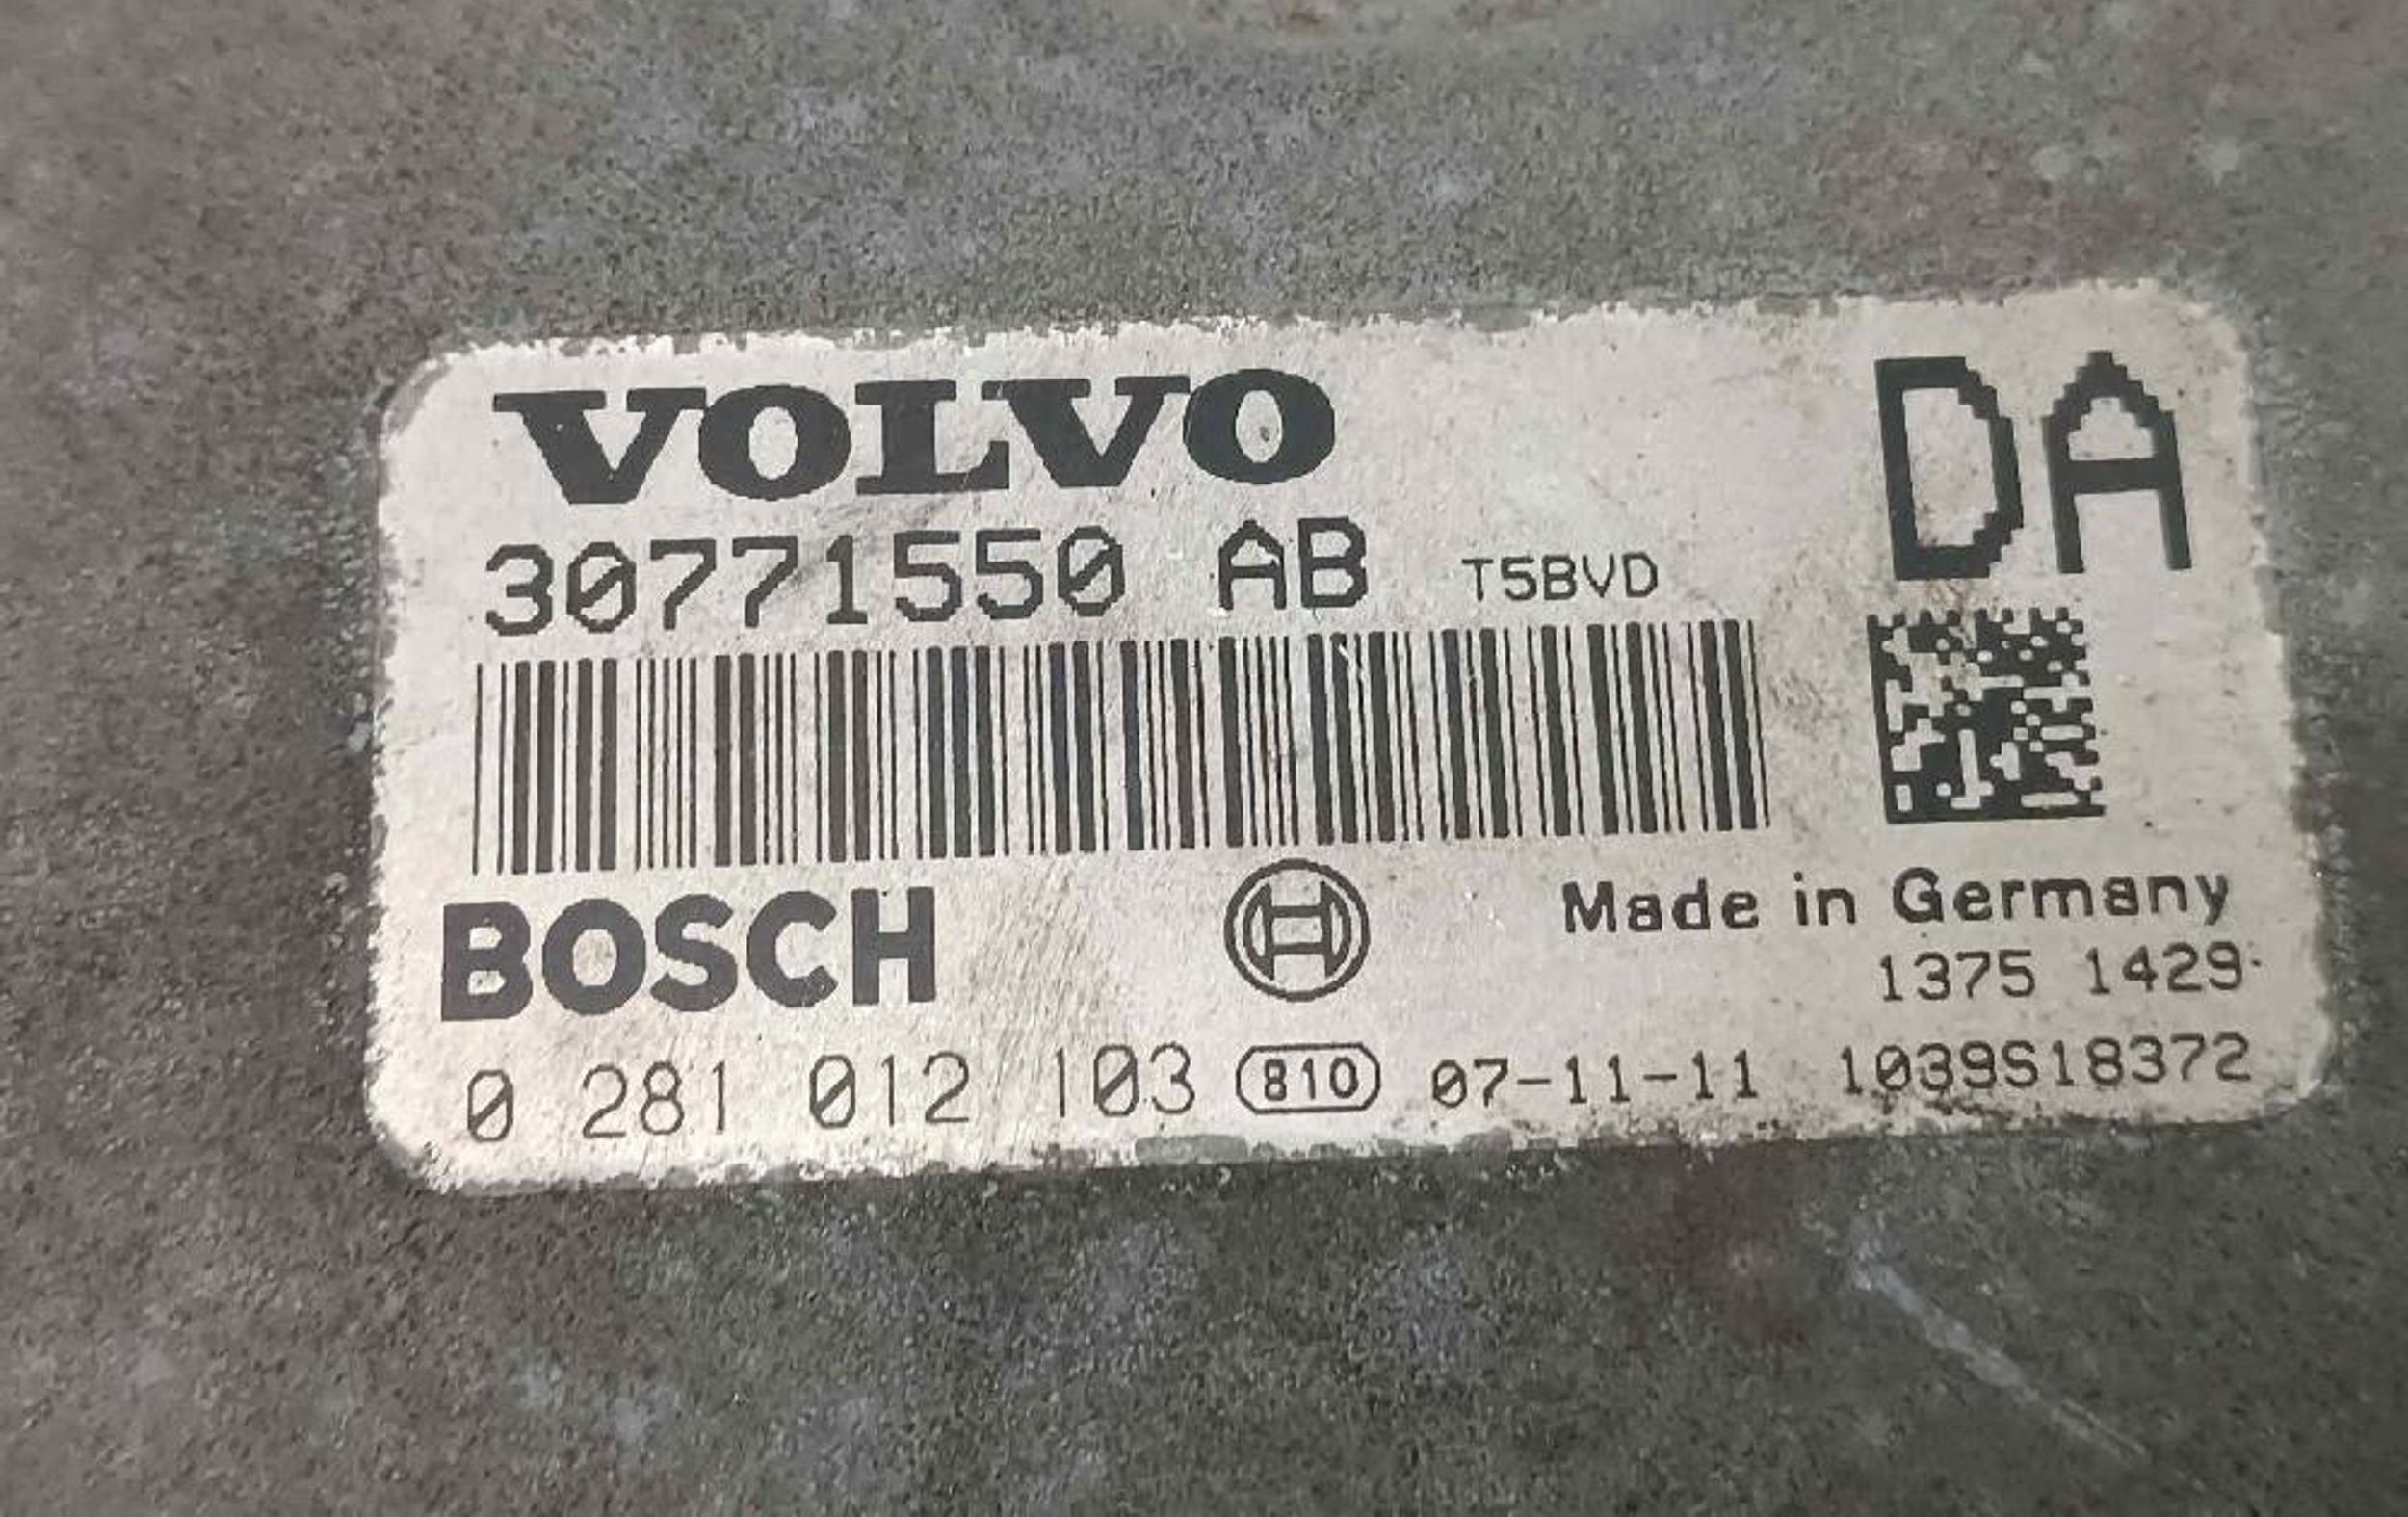 VOLVO DA
30771550 AB T5BVD
BOSCH Made in Germany
1375 1429
0 281 012 103 810 07-11-11 1039S18372